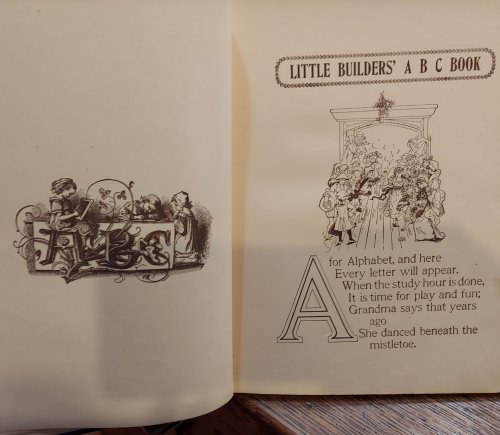 ABC
LITTLE BUILDERS' A B C BOOK
A for Alphabet, and here
Every letter will appear.
When the study hour is done,
It is time for play and fun;
Grandma says that years
ago
She danced beneath the
mistletoe.